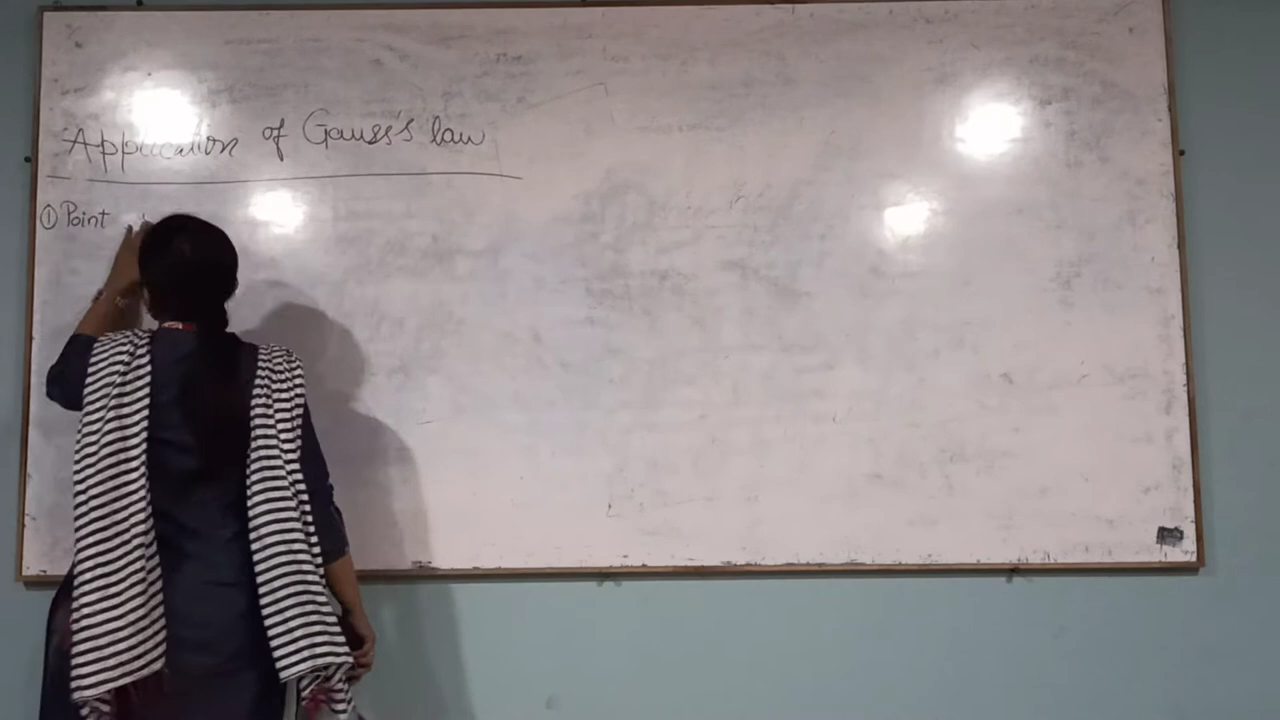 Application of Gauss's law
① Point